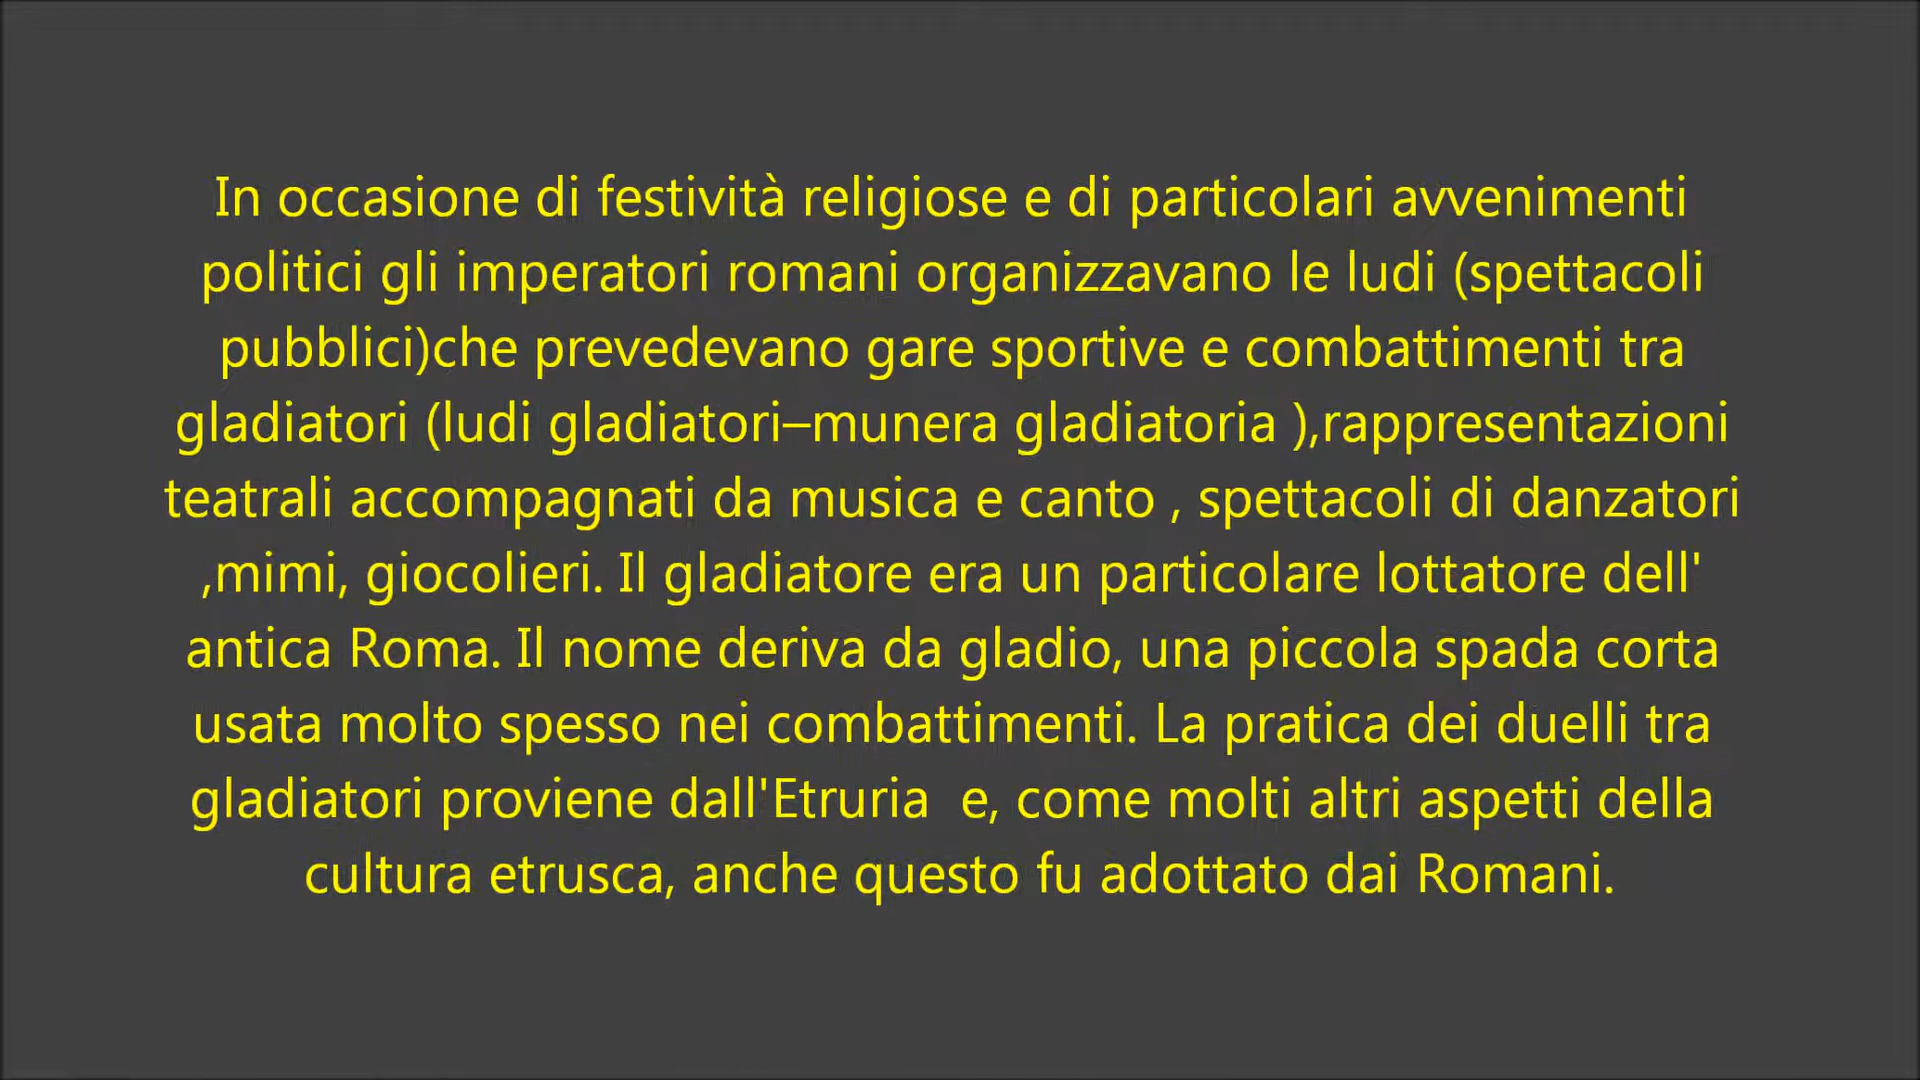 In occasione di festività religiose e di particolari avvenimenti
politici gli imperatori romani organizzavano le ludi (spettacoli
pubblici)che prevedevano gare sportive e combattimenti tra
gladiatori (ludi gladiatori–munera gladiatoria ),rappresentazioni
teatrali accompagnati da musica e canto , spettacoli di danzatori
,mimi, giocolieri. Il gladiatore era un particolare lottatore dell'
antica Roma. Il nome deriva da gladio, una piccola spada corta
usata molto spesso nei combattimenti. La pratica dei duelli tra
gladiatori proviene dall'Etruria  e, come molti altri aspetti della
cultura etrusca, anche questo fu adottato dai Romani.